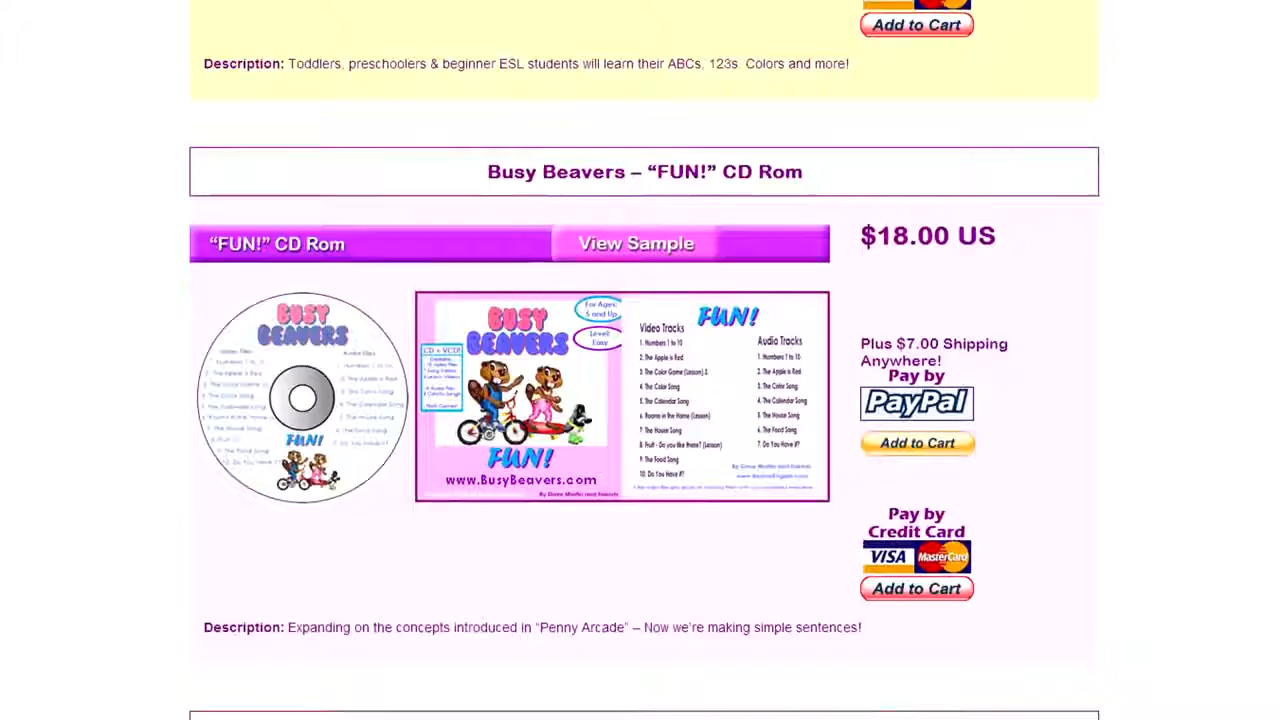 Add to Cart
Description: Toddlers, preschoolers & beginner ESL students will learn their ABCs, 123s Colors and more!
Busy Beavers – “FUN!” CD Rom
“FUN!” CD Rom
View Sample
$18.00 US
Plus $7.00 Shipping
Anywhere!
Pay by
PayPal
Add to Cart
Pay by
Credit Card
VISA MasterCard
Add to Cart
BUSY
BEAVERS
FUN!
For Ages
5 and Up
Level:
Easy
BUSY
BEAVERS
CD + VCD!
FUN!
www.BusyBeavers.com
By Dave Martin and friends
FUN!
Video Tracks
1. Numbers 1 to 10
2. The Apple is Red
3. The Color Game (Lesson)
4. The Color Song
5. The Calendar Song
6. Rooms in the Home (Lesson)
7. The House Song
8. Fruit - Do you like these? (Lesson)
9. The Food Song
10. Do You Have It?
Audio Tracks
1. Numbers 1 to 10
2. The Apple is Red
3. The Color Song
4. The Calendar Song
5. The House Song
6. The Food Song
7. Do You Have It?
Description: Expanding on the concepts introduced in “Penny Arcade” – Now we’re making simple sentences!